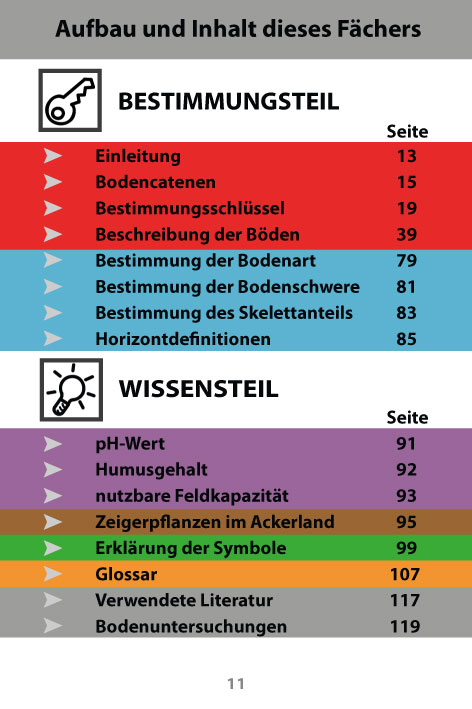 Aufbau und Inhalt dieses Fächers
BESTIMMUNGSTEIL
Seite
Einleitung 13
Bodencatenen 15
Bestimmungsschlüssel 19
Beschreibung der Böden 39
Bestimmung der Bodenart 79
Bestimmung der Bodenschwere 81
Bestimmung des Skelettanteils 83
Horizontdefinitionen 85
WISSENSTEIL
Seite
pH-Wert 91
Humusgehalt 92
nutzbare Feldkapazität 93
Zeigerpflanzen im Ackerland 95
Erklärung der Symbole 99
Glossar 107
Verwendete Literatur 117
Bodenuntersuchungen 119
11